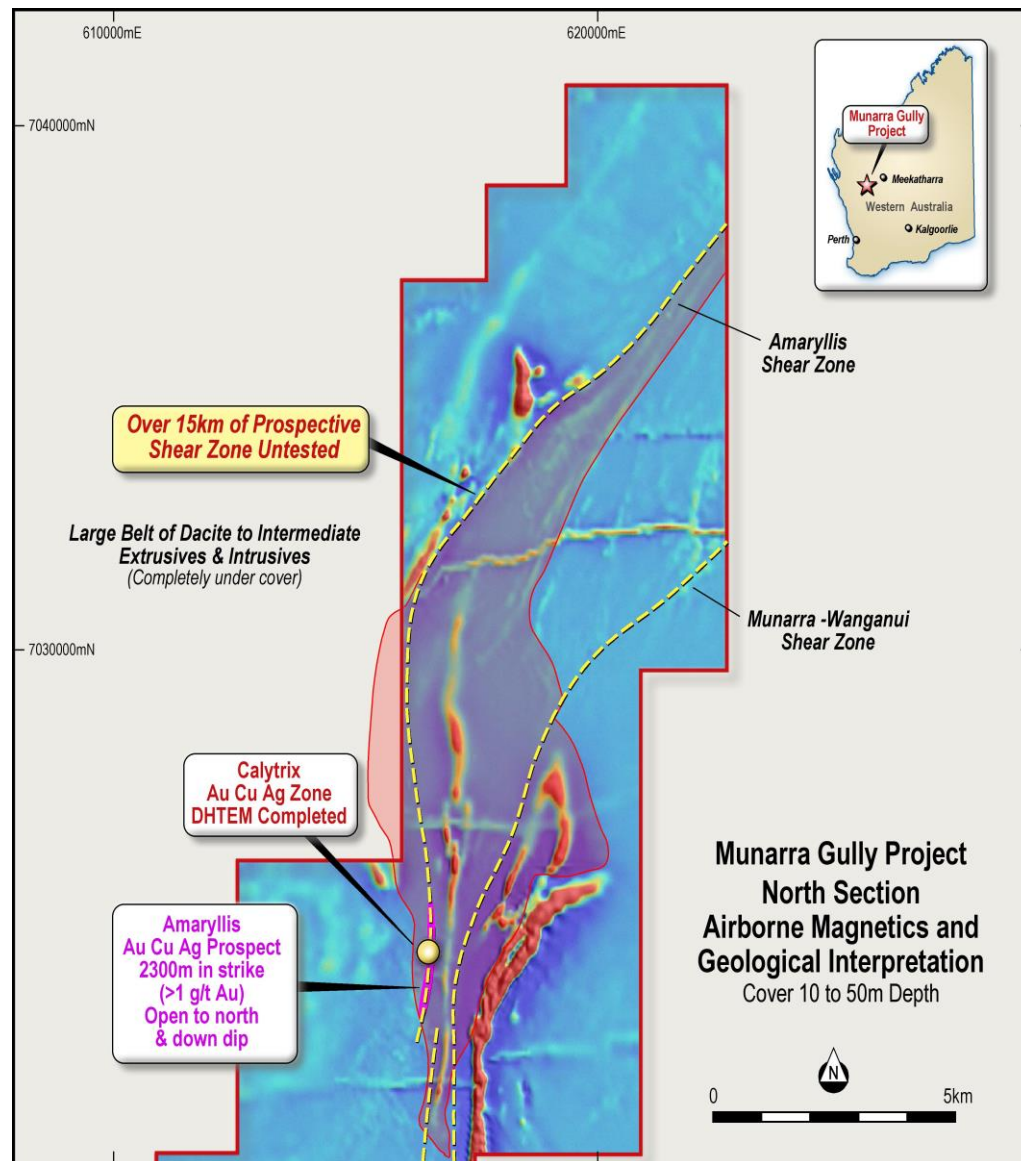 610000mE
620000mE
7040000mN
Munarra Gully
Project
Meekatharra
Western Australia
Kalgoorlie
Perth
Amaryllis
Shear Zone
Over 15km of Prospective
Shear Zone Untested
Large Belt of Dacite to Intermediate
Extrusives & Intrusives
(Completely under cover)
Munarra -Wanganui
Shear Zone
7030000mN
Calytrix
Au Cu Ag Zone
DHTEM Completed
Amaryllis
Au Cu Ag Prospect
2300m in strike
(>1 g/t Au)
Open to north
& down dip
Munarra Gully Project
North Section
Airborne Magnetics and
Geological Interpretation
Cover 10 to 50m Depth
N
0
5km